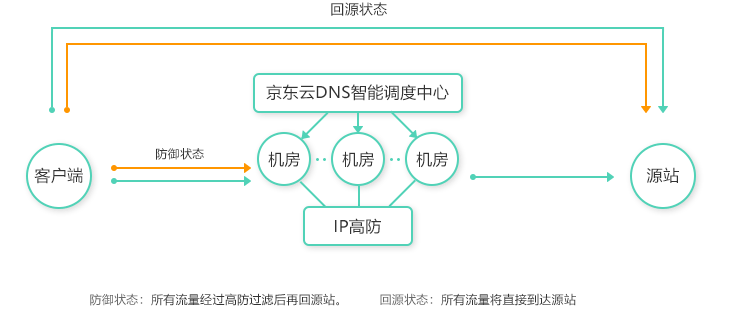 回源状态
京东云DNS智能调度中心
防御状态
客户端
机房
机房
机房
源站
IP高防
防御状态：所有流量经过高防过滤后再回源站。
回源状态：所有流量将直接到达源站